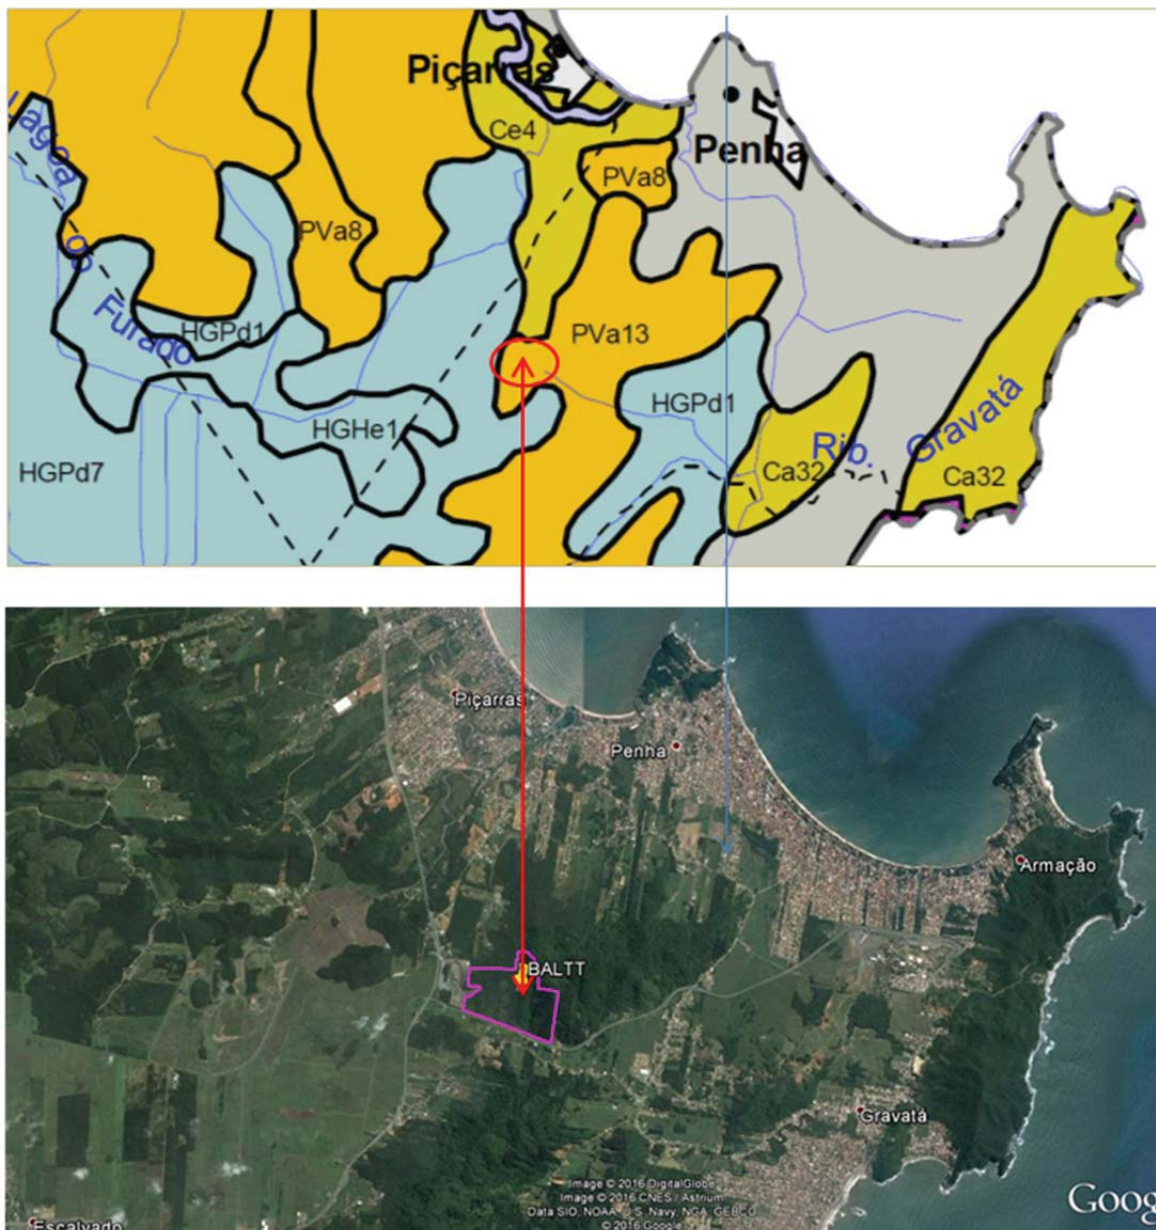 Piçarras
Lagoa
do
Furado
Ce4
Penha
PVa8
PVa8
HGPd1
PVa13
HGPd1
HGHe1
HGPd7
Rib.
Gravatá
Ca32
Ca32
Piçarras
Penha
Armação
BALTT
Gravatá
Image © 2016 DigitalGlobe
Image © 2016 CNES / Astrium
Data SIO, NOAA, U.S. Navy, NGA, GEBCO
© 2016 Google
Goog
Escalvado